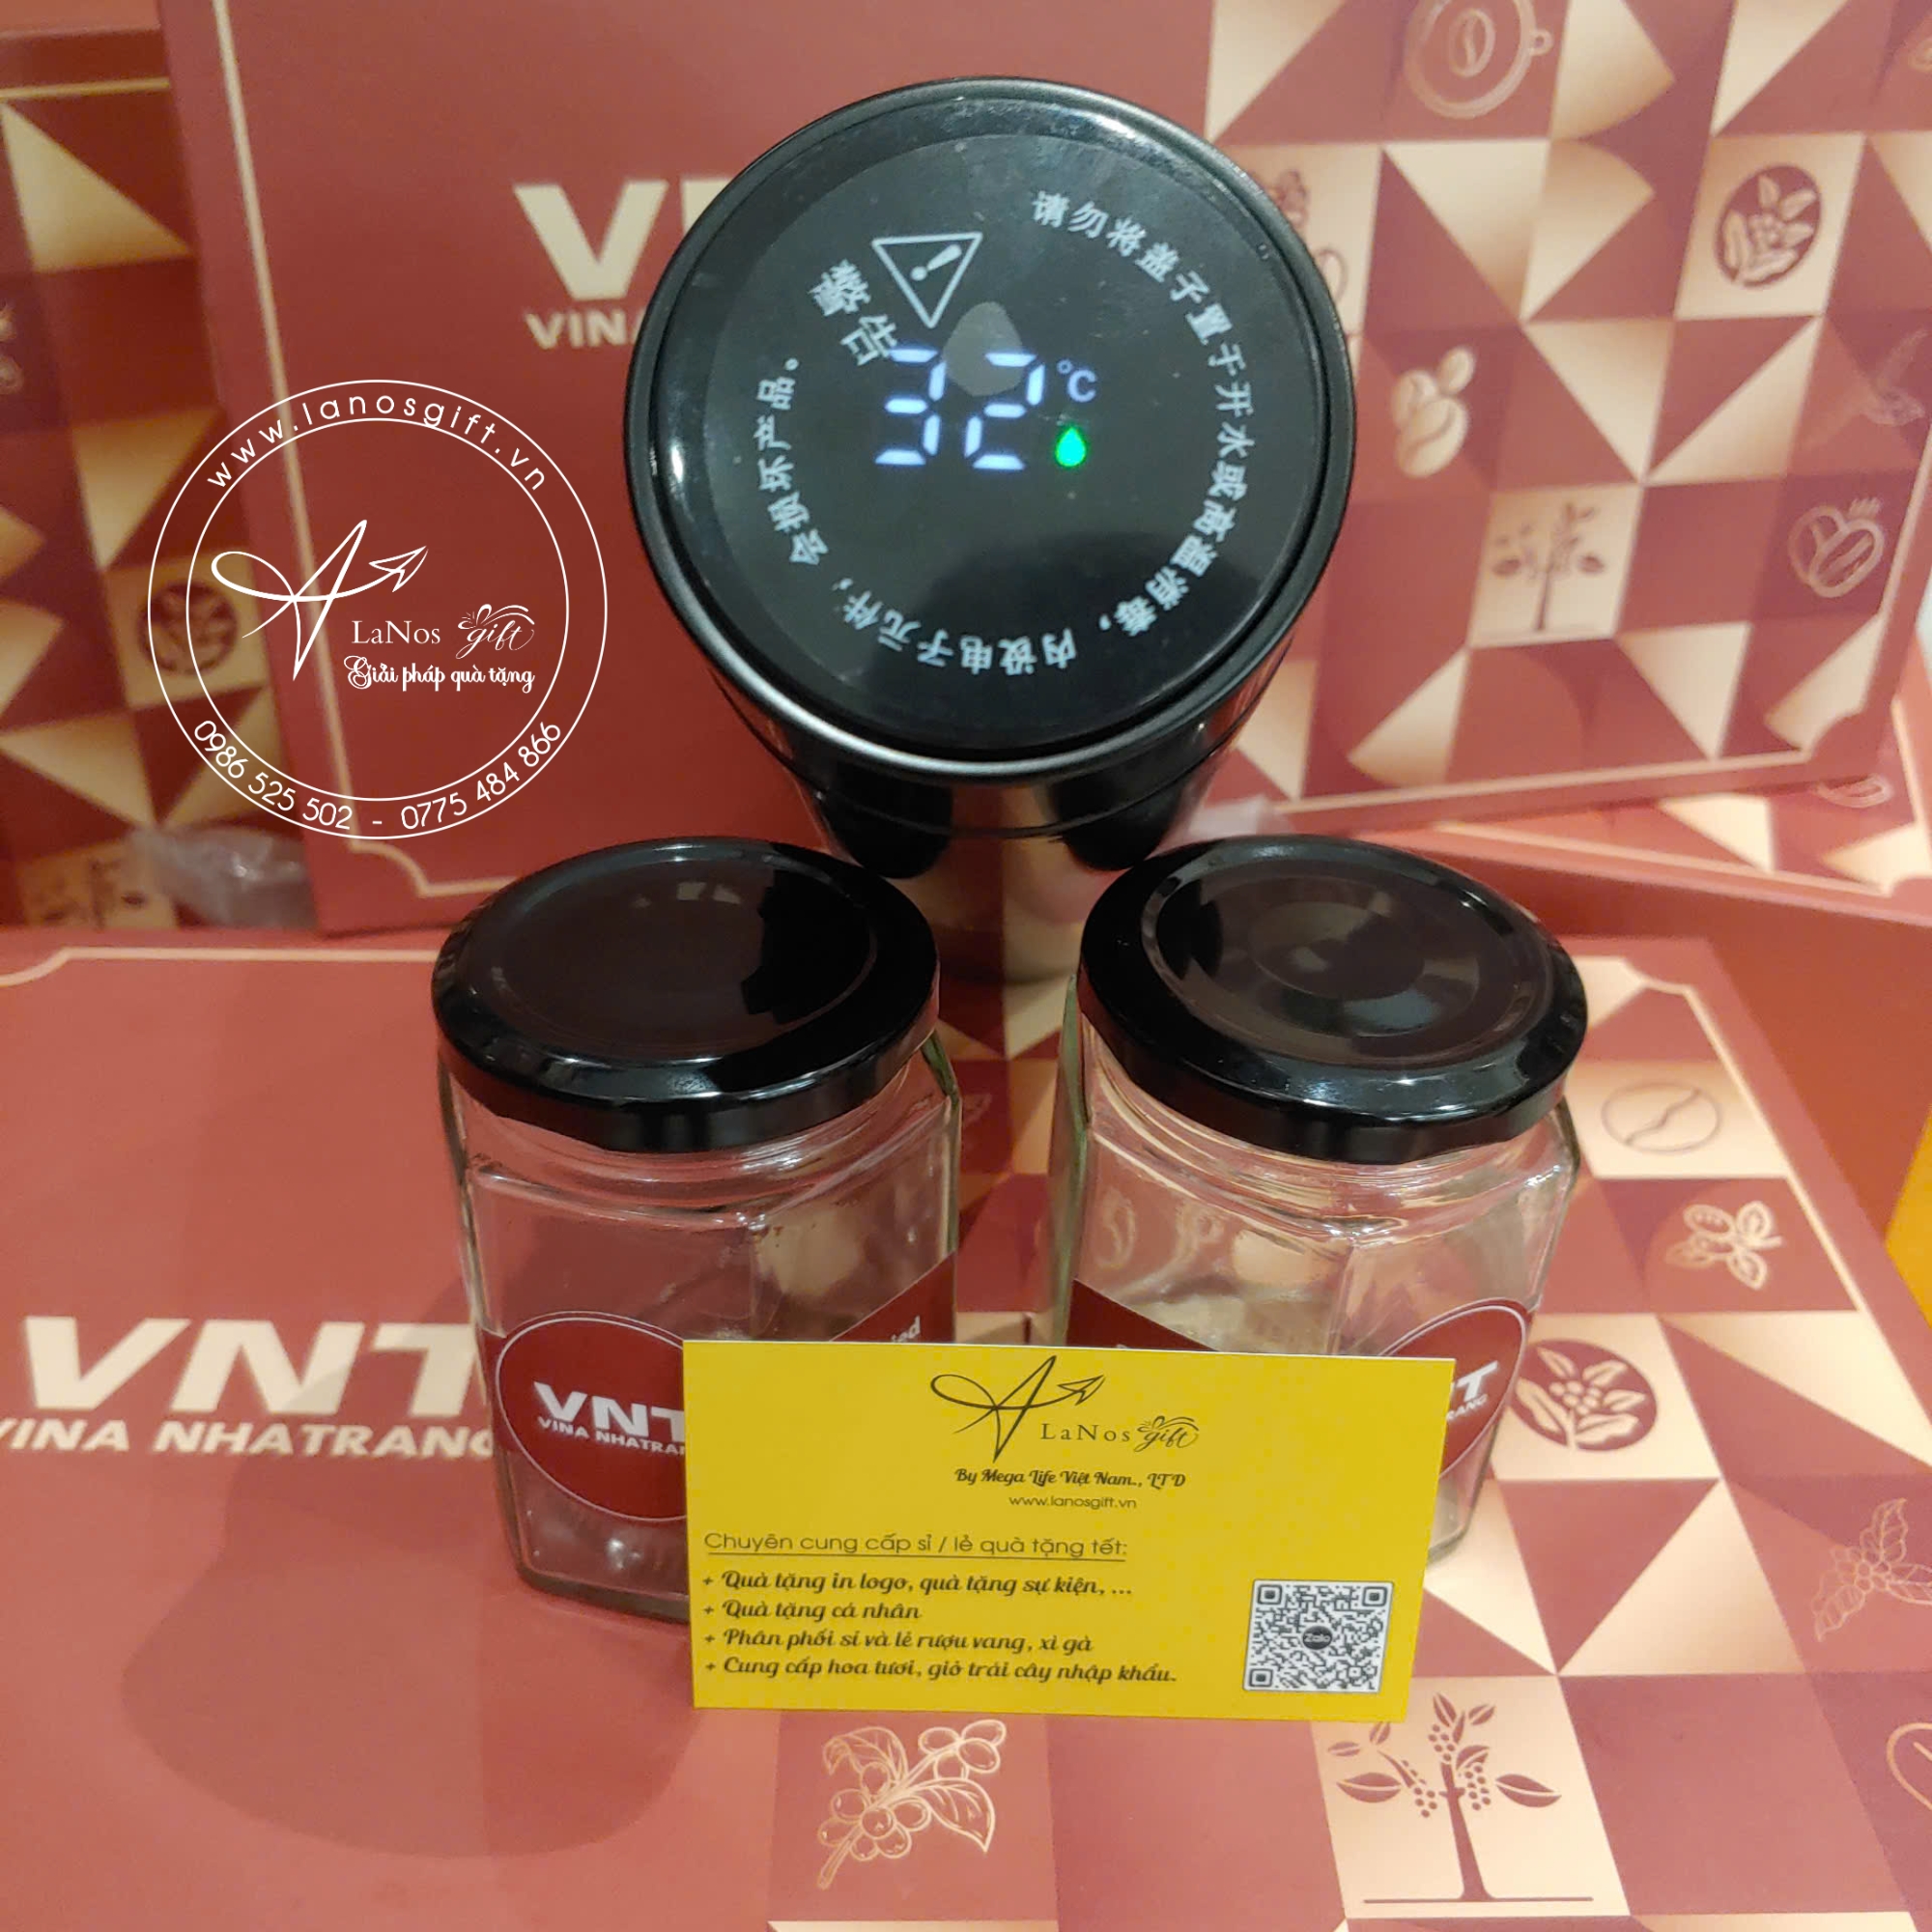 VINA
www.lanosgift.vn
LaNos gift
Giải pháp quà tặng
0986 525 502 - 0775 484 866
警告
请勿将盖子置于开水或高温消毒，内设电子元件，会损坏产品。
32 °C
VNT
VINA NHATRANG
VNT
VINA NHATRA
LaNos gift
By Mega Life Việt Nam., LTD
www.lanosgift.vn
Chuyên cung cấp sỉ / lẻ quà tặng tết:
+ Quà tặng in logo, quà tặng sự kiện, ...
+ Quà tặng cá nhân
+ Phân phối sỉ và lẻ rượu vang, xì gà
+ Cung cấp hoa tươi, giỏ trái cây nhập khẩu.
Zalo